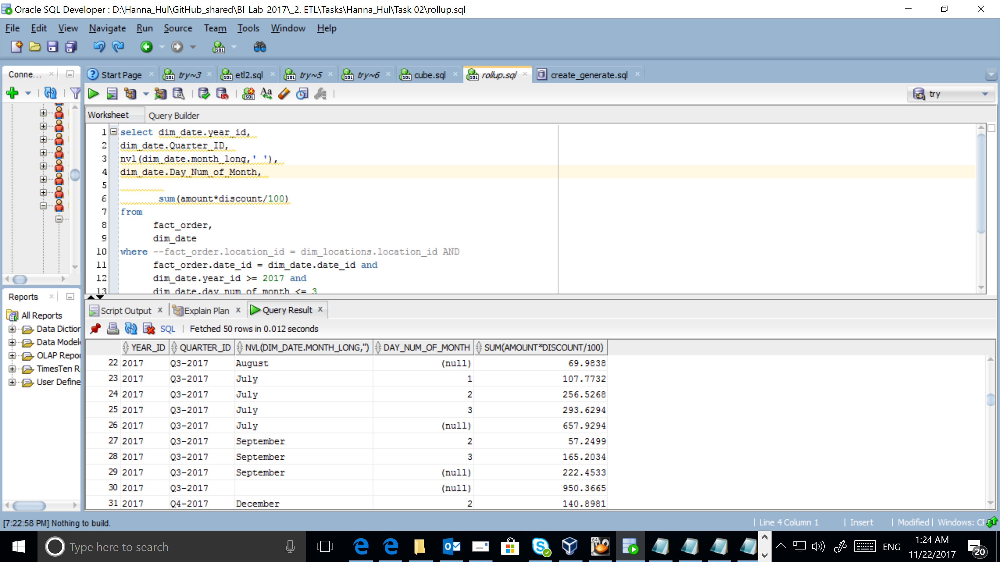 Oracle SQL Developer : D:\Hanna_Hul\GitHub_shared\BI-Lab-2017\_2. ETL\Tasks\Hanna_Hul\Task 02\rollup.sql
File Edit View Navigate Run Source Team Tools Window Help
Conne...
Start Page try~3 etl2.sql try~5 try~6 cube.sql rollup.sql create_generate.sql
try
Worksheet Query Builder
1 select dim_date.year_id,
2 dim_date.Quarter_ID,
3 nvl(dim_date.month_long,' '),
4 dim_date.Day_Num_of_Month,
5
6 sum(amount*discount/100)
7 from
8 fact_order,
9 dim_date
10 where --fact_order.location_id = dim_locations.location_id AND
11 fact_order.date_id = dim_date.date_id and
12 dim_date.year_id >= 2017 and
13 dim_date.day_num_of_month <= 3
Reports
All Reports
Data Diction
Data Modele
OLAP Repor
TimesTen R
User Define
Script Output Explain Plan Query Result
SQL | Fetched 50 rows in 0.012 seconds
YEAR_ID QUARTER_ID NVL(DIM_DATE.MONTH_LONG,'') DAY_NUM_OF_MONTH SUM(AMOUNT*DISCOUNT/100)
22 2017 Q3-2017 August (null) 69.9838
23 2017 Q3-2017 July 1 107.7732
24 2017 Q3-2017 July 2 256.5268
25 2017 Q3-2017 July 3 293.6294
26 2017 Q3-2017 July (null) 657.9294
27 2017 Q3-2017 September 2 57.2499
28 2017 Q3-2017 September 3 165.2034
29 2017 Q3-2017 September (null) 222.4533
30 2017 Q3-2017 (null) 950.3665
31 2017 Q4-2017 December 2 140.8981
[7:22:58 PM] Nothing to build.
| Line 4 Column 1 | Insert | Modified | Windows:
Type here to search
64
ENG
1:24 AM
11/22/2017
20